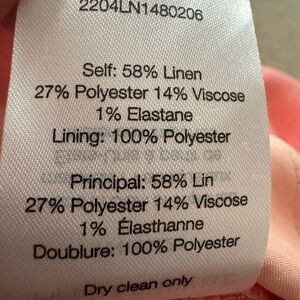 2204LN1480206
Self: 58% Linen
27% Polyester 14% Viscose
1% Elastane
Lining: 100% Polyester
Principal: 58% Lin
27% Polyester 14% Viscose
1% Élasthanne
Doublure: 100% Polyester
Dry clean only